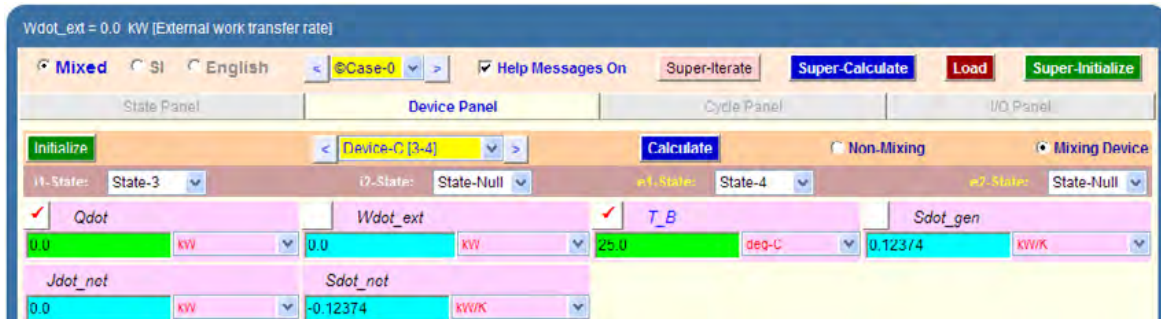 Wdot_ext = 0.0 kW [External work transfer rate]
Mixed SI English < ©Case-0 > Help Messages On Super-Iterate Super-Calculate Load Super-Initialize
State Panel Device Panel Cycle Panel I/O Panel
Initialize < Device-C [3-4] > Calculate Non-Mixing Mixing Device
i1-State: State-3 i2-State: State-Null e1-State: State-4 e2-State: State-Null
Qdot Wdot_ext T_B Sdot_gen
0.0 kW 0.0 kW 25.0 deg-C 0.12374 kW/K
Jdot_net Sdot_net
0.0 kW -0.12374 kW/K